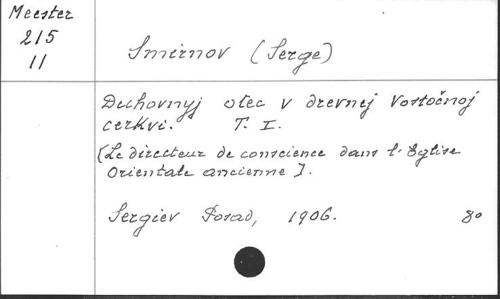 Meester
215
11
Smirnov (Serge)
Duhovnyj otec v drevnej Vostočnoj
cerkvi. T. I.
[Le directeur de conscience dans l'Eglise
Orientale ancienne].
Sergiev Posad, 1906. 8°